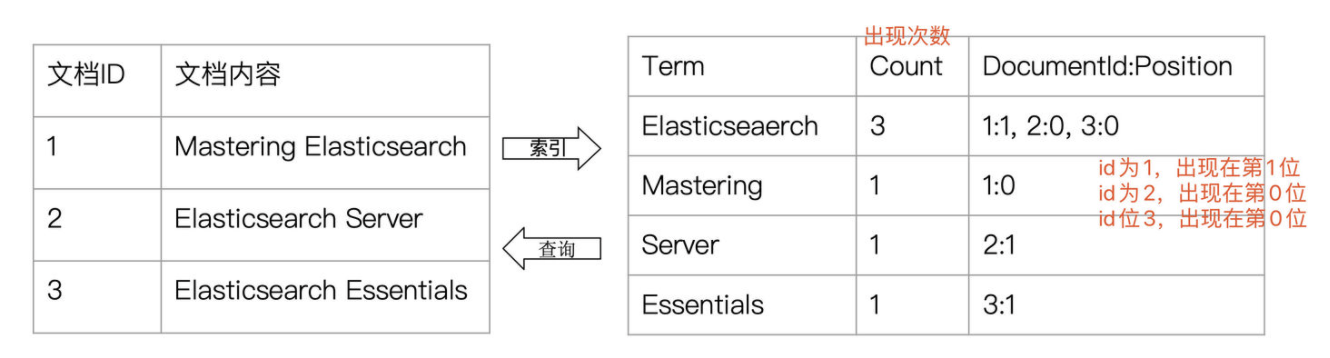 文档ID 文档内容
1 Mastering Elasticsearch
2 Elasticsearch Server
3 Elasticsearch Essentials
索引
查询
出现次数
Term Count DocumentId:Position
Elasticseaerch 3 1:1, 2:0, 3:0
Mastering 1 1:0
Server 1 2:1
Essentials 1 3:1
id为1，出现在第1位
id为2，出现在第0位
id位3，出现在第0位